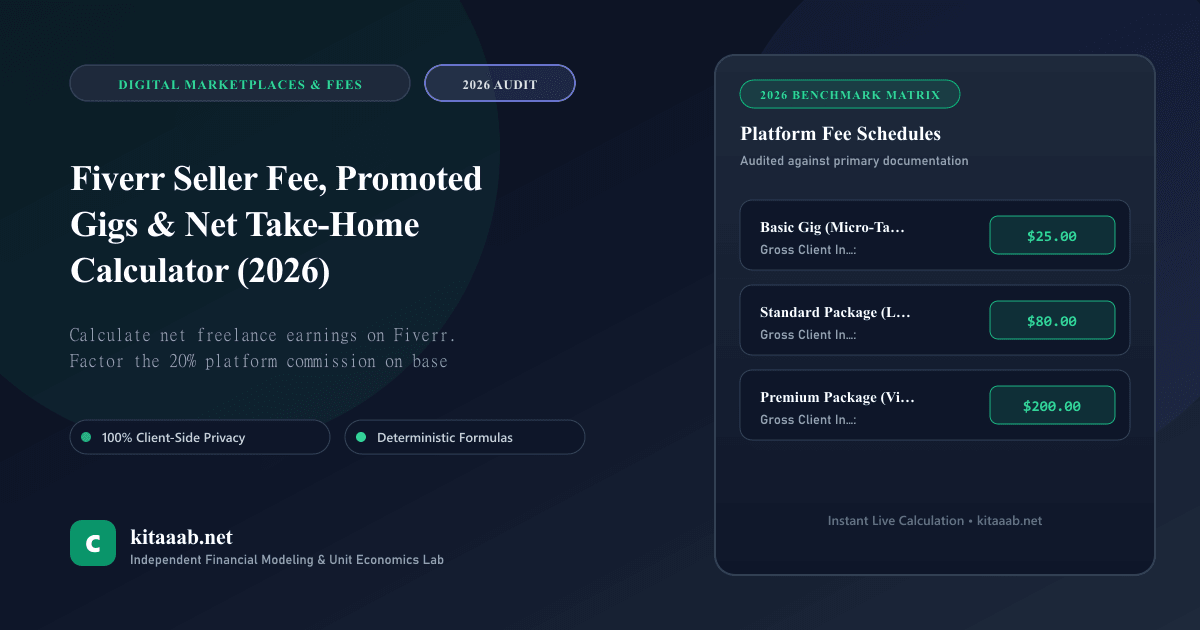 DIGITAL MARKETPLACES & FEES
2026 AUDIT
Fiverr Seller Fee, Promoted
Gigs & Net Take-Home
Calculator (2026)
Calculate net freelance earnings on Fiverr.
Factor the 20% platform commission on base
100% Client-Side Privacy
Deterministic Formulas
C
kitaaab.net
Independent Financial Modeling & Unit Economics Lab
2026 BENCHMARK MATRIX
Platform Fee Schedules
Audited against primary documentation
Basic Gig (Micro-Ta…
Gross Client In…:
$25.00
Standard Package (L…
Gross Client In…:
$80.00
Premium Package (Vi…
Gross Client In…:
$200.00
Instant Live Calculation • kitaaab.net